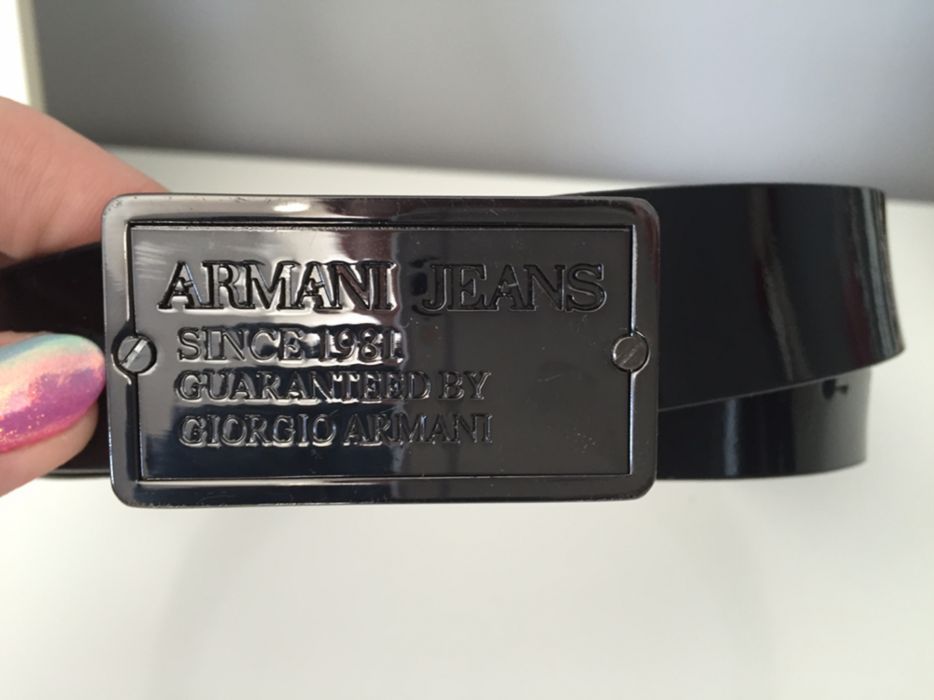 ARMANI JEANS
SINCE 1981
GUARANTEED BY
GIORGIO ARMANI